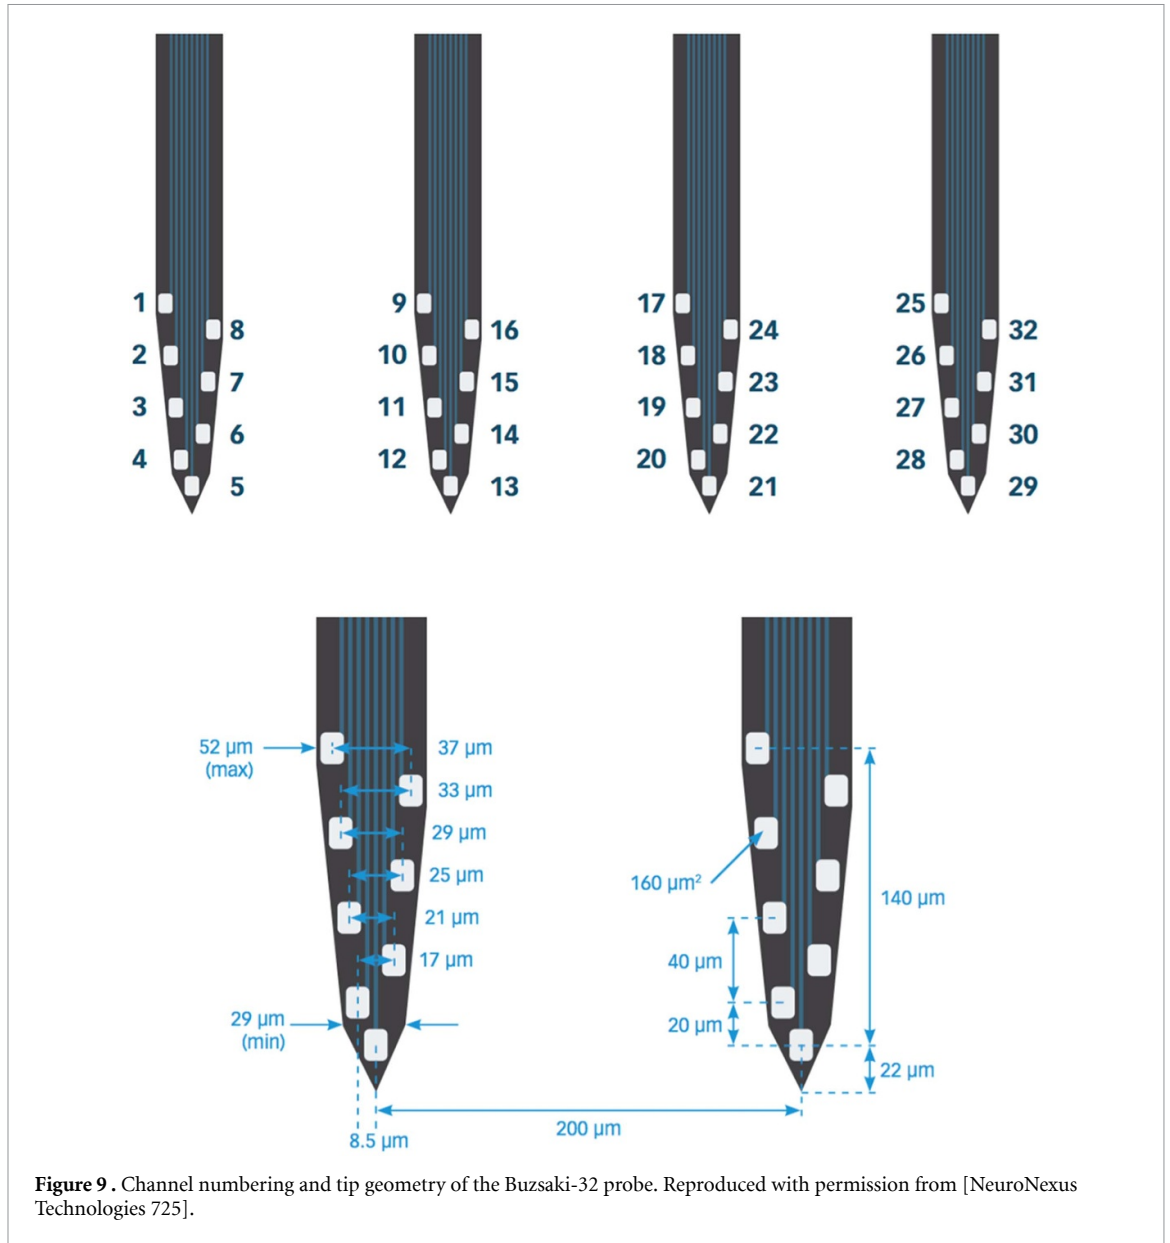 1 9 17 25
8 16 24 32
2 10 18 26
7 15 23 31
3 11 19 27
6 14 22 30
4 12 20 28
5 13 21 29
52 µm
(max)
37 µm
33 µm
29 µm
25 µm
21 µm
17 µm
29 µm
(min)
8.5 µm
200 µm
160 µm²
140 µm
40 µm
20 µm
22 µm
Figure 9 . Channel numbering and tip geometry of the Buzsaki-32 probe. Reproduced with permission from [NeuroNexus
Technologies 725].